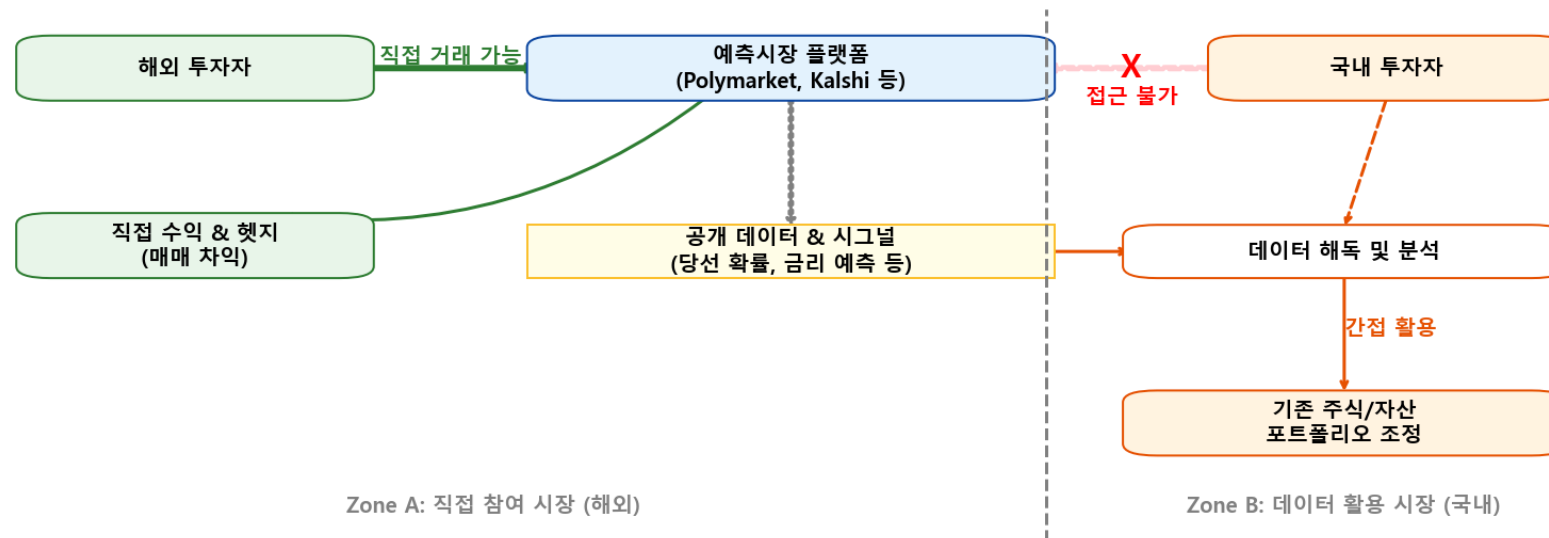 해외 투자자
직접 거래 가능
예측시장 플랫폼
(Polymarket, Kalshi 등)
X
접근 불가
국내 투자자
직접 수익 & 헷지
(매매 차익)
공개 데이터 & 시그널
(당선 확률, 금리 예측 등)
데이터 해독 및 분석
간접 활용
기존 주식/자산
포트폴리오 조정
Zone A: 직접 참여 시장 (해외)
Zone B: 데이터 활용 시장 (국내)